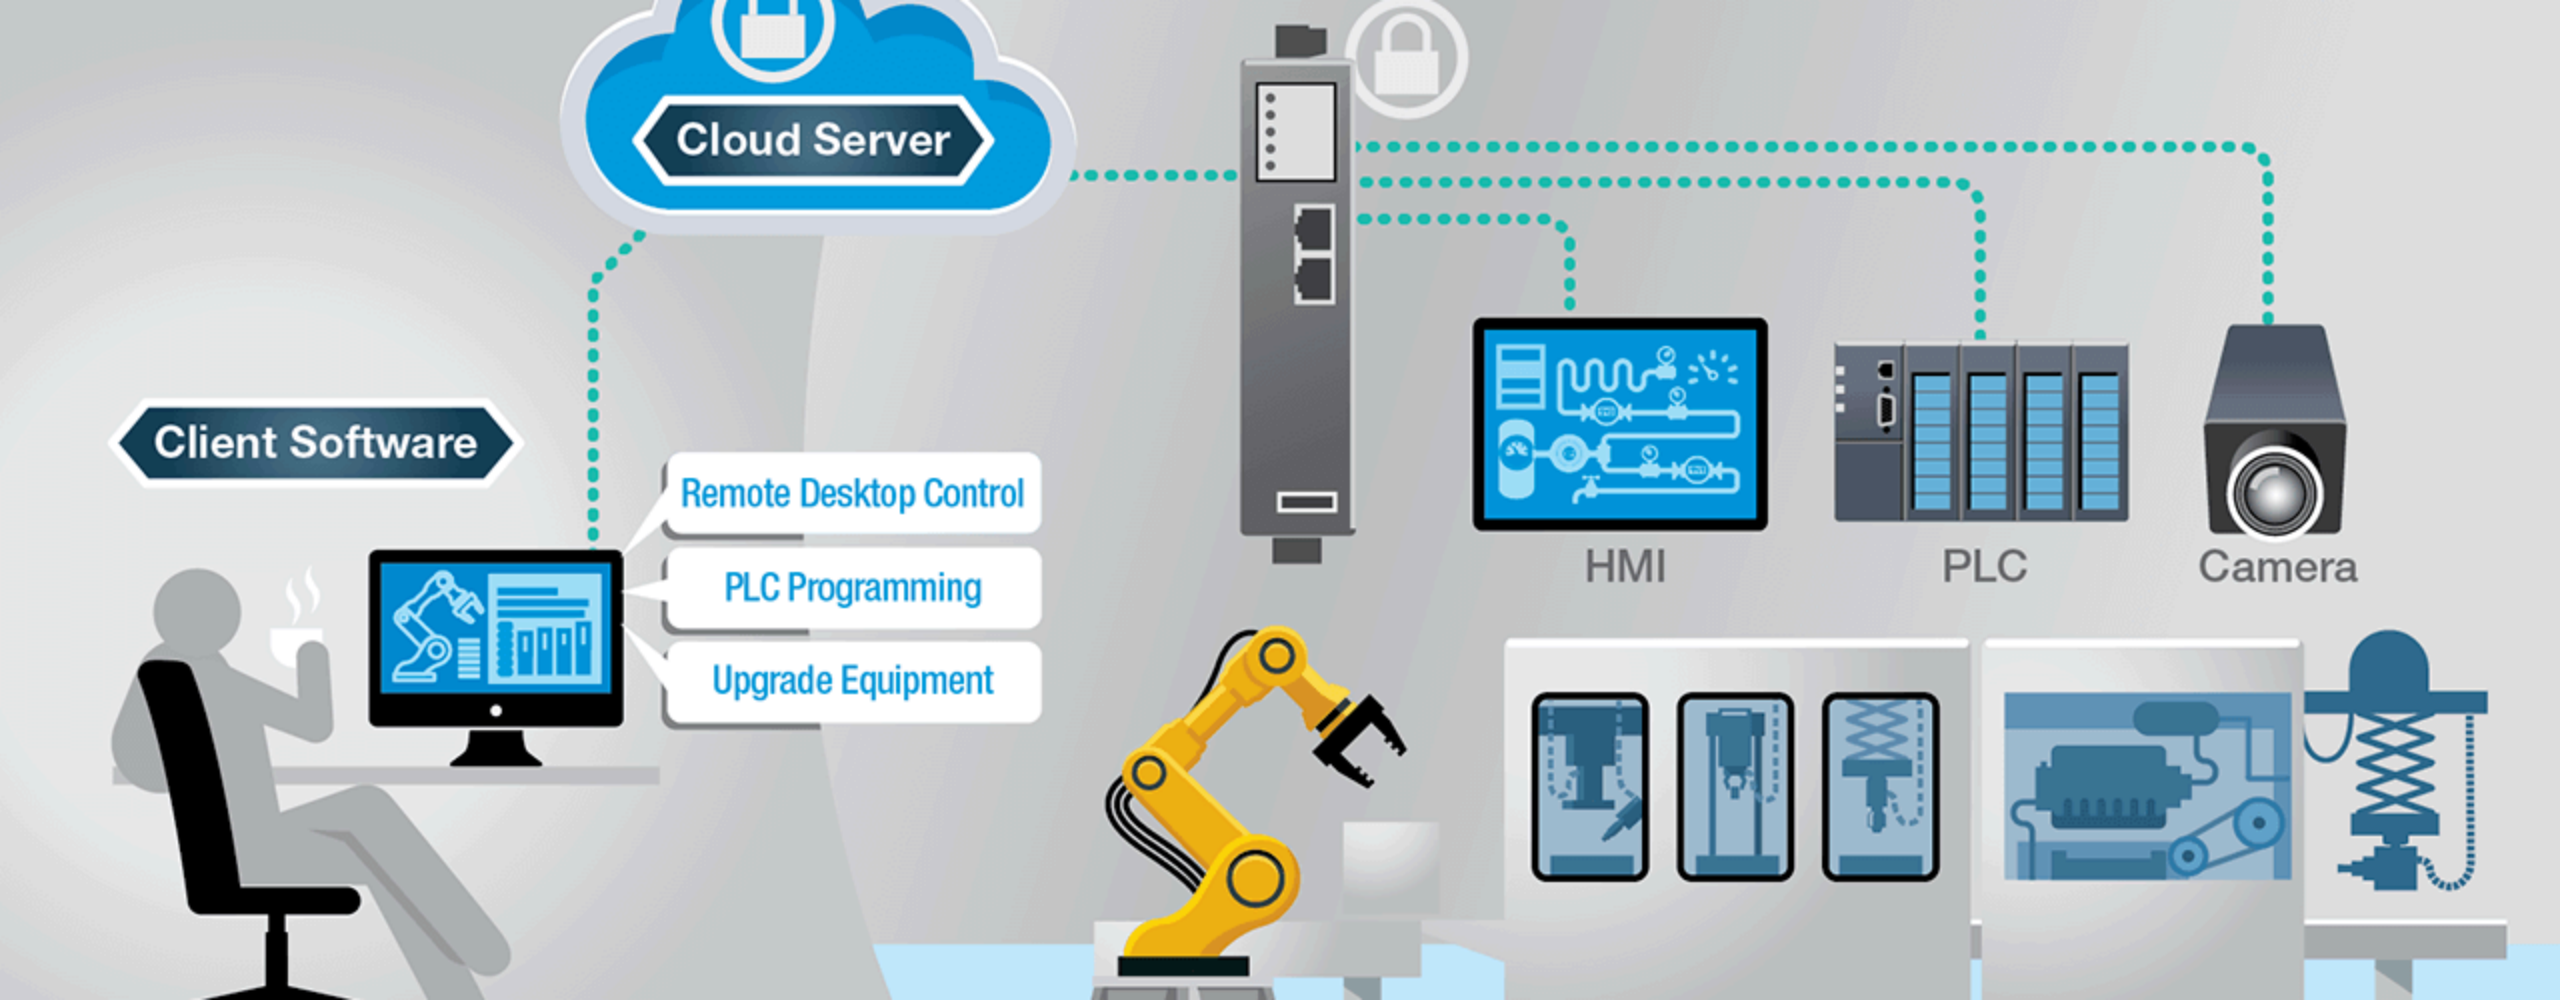 Cloud Server
Client Software
Remote Desktop Control
PLC Programming
Upgrade Equipment
HMI
PLC
Camera